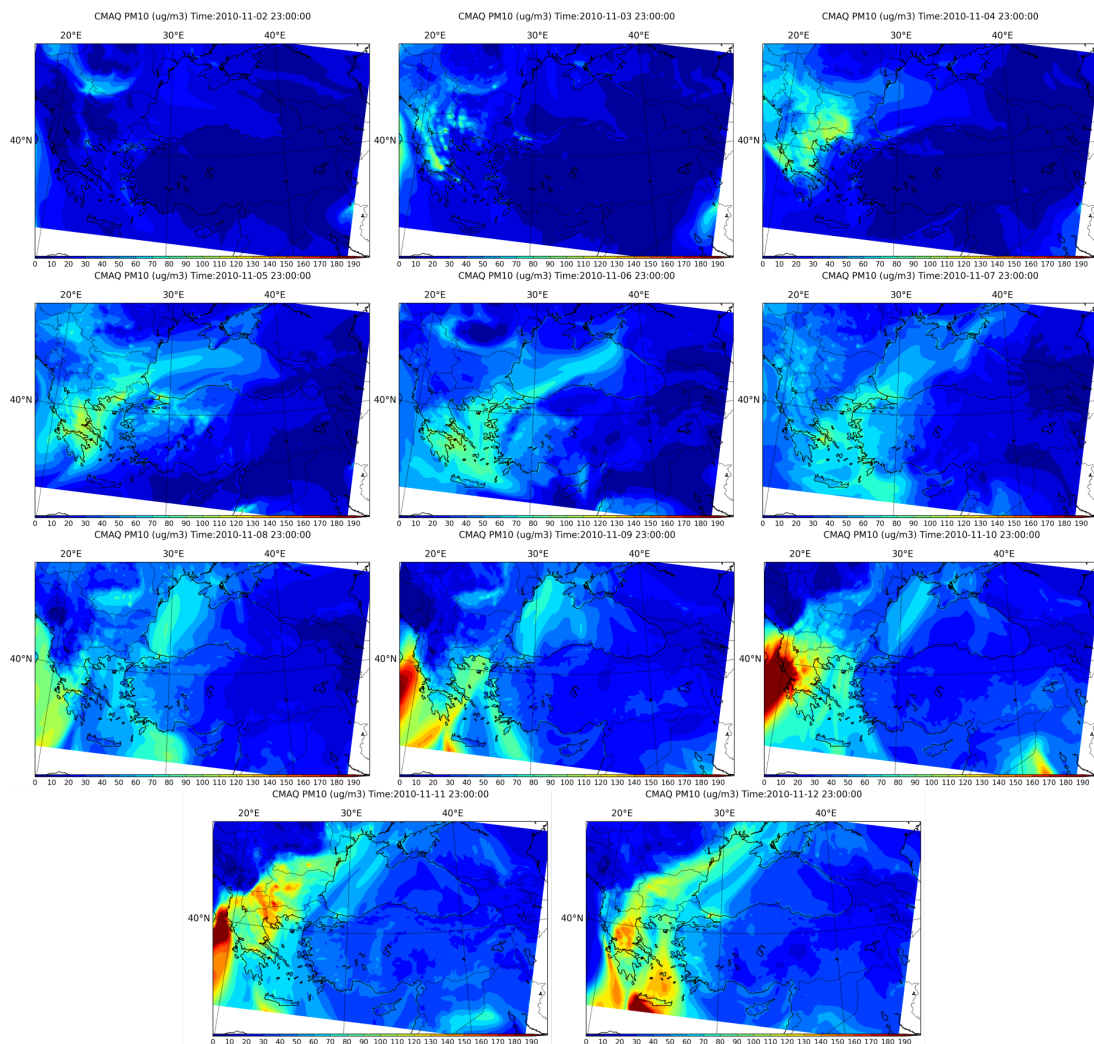 CMAQ PM10 (ug/m3) Time:2010-11-02 23:00:00
20°E 30°E 40°E
40°N
0 10 20 30 40 50 60 70 80 90 100 110 120 130 140 150 160 170 180 190
CMAQ PM10 (ug/m3) Time:2010-11-03 23:00:00
20°E 30°E 40°E
40°N
0 10 20 30 40 50 60 70 80 90 100 110 120 130 140 150 160 170 180 190
CMAQ PM10 (ug/m3) Time:2010-11-04 23:00:00
20°E 30°E 40°E
40°N
0 10 20 30 40 50 60 70 80 90 100 110 120 130 140 150 160 170 180 190
CMAQ PM10 (ug/m3) Time:2010-11-05 23:00:00
20°E 30°E 40°E
40°N
0 10 20 30 40 50 60 70 80 90 100 110 120 130 140 150 160 170 180 190
CMAQ PM10 (ug/m3) Time:2010-11-06 23:00:00
20°E 30°E 40°E
40°N
0 10 20 30 40 50 60 70 80 90 100 110 120 130 140 150 160 170 180 190
CMAQ PM10 (ug/m3) Time:2010-11-07 23:00:00
20°E 30°E 40°E
40°N
0 10 20 30 40 50 60 70 80 90 100 110 120 130 140 150 160 170 180 190
CMAQ PM10 (ug/m3) Time:2010-11-08 23:00:00
20°E 30°E 40°E
40°N
0 10 20 30 40 50 60 70 80 90 100 110 120 130 140 150 160 170 180 190
CMAQ PM10 (ug/m3) Time:2010-11-09 23:00:00
20°E 30°E 40°E
40°N
0 10 20 30 40 50 60 70 80 90 100 110 120 130 140 150 160 170 180 190
CMAQ PM10 (ug/m3) Time:2010-11-10 23:00:00
20°E 30°E 40°E
40°N
0 10 20 30 40 50 60 70 80 90 100 110 120 130 140 150 160 170 180 190
CMAQ PM10 (ug/m3) Time:2010-11-11 23:00:00
20°E 30°E 40°E
40°N
0 10 20 30 40 50 60 70 80 90 100 110 120 130 140 150 160 170 180 190
CMAQ PM10 (ug/m3) Time:2010-11-12 23:00:00
20°E 30°E 40°E
40°N
0 10 20 30 40 50 60 70 80 90 100 110 120 130 140 150 160 170 180 190